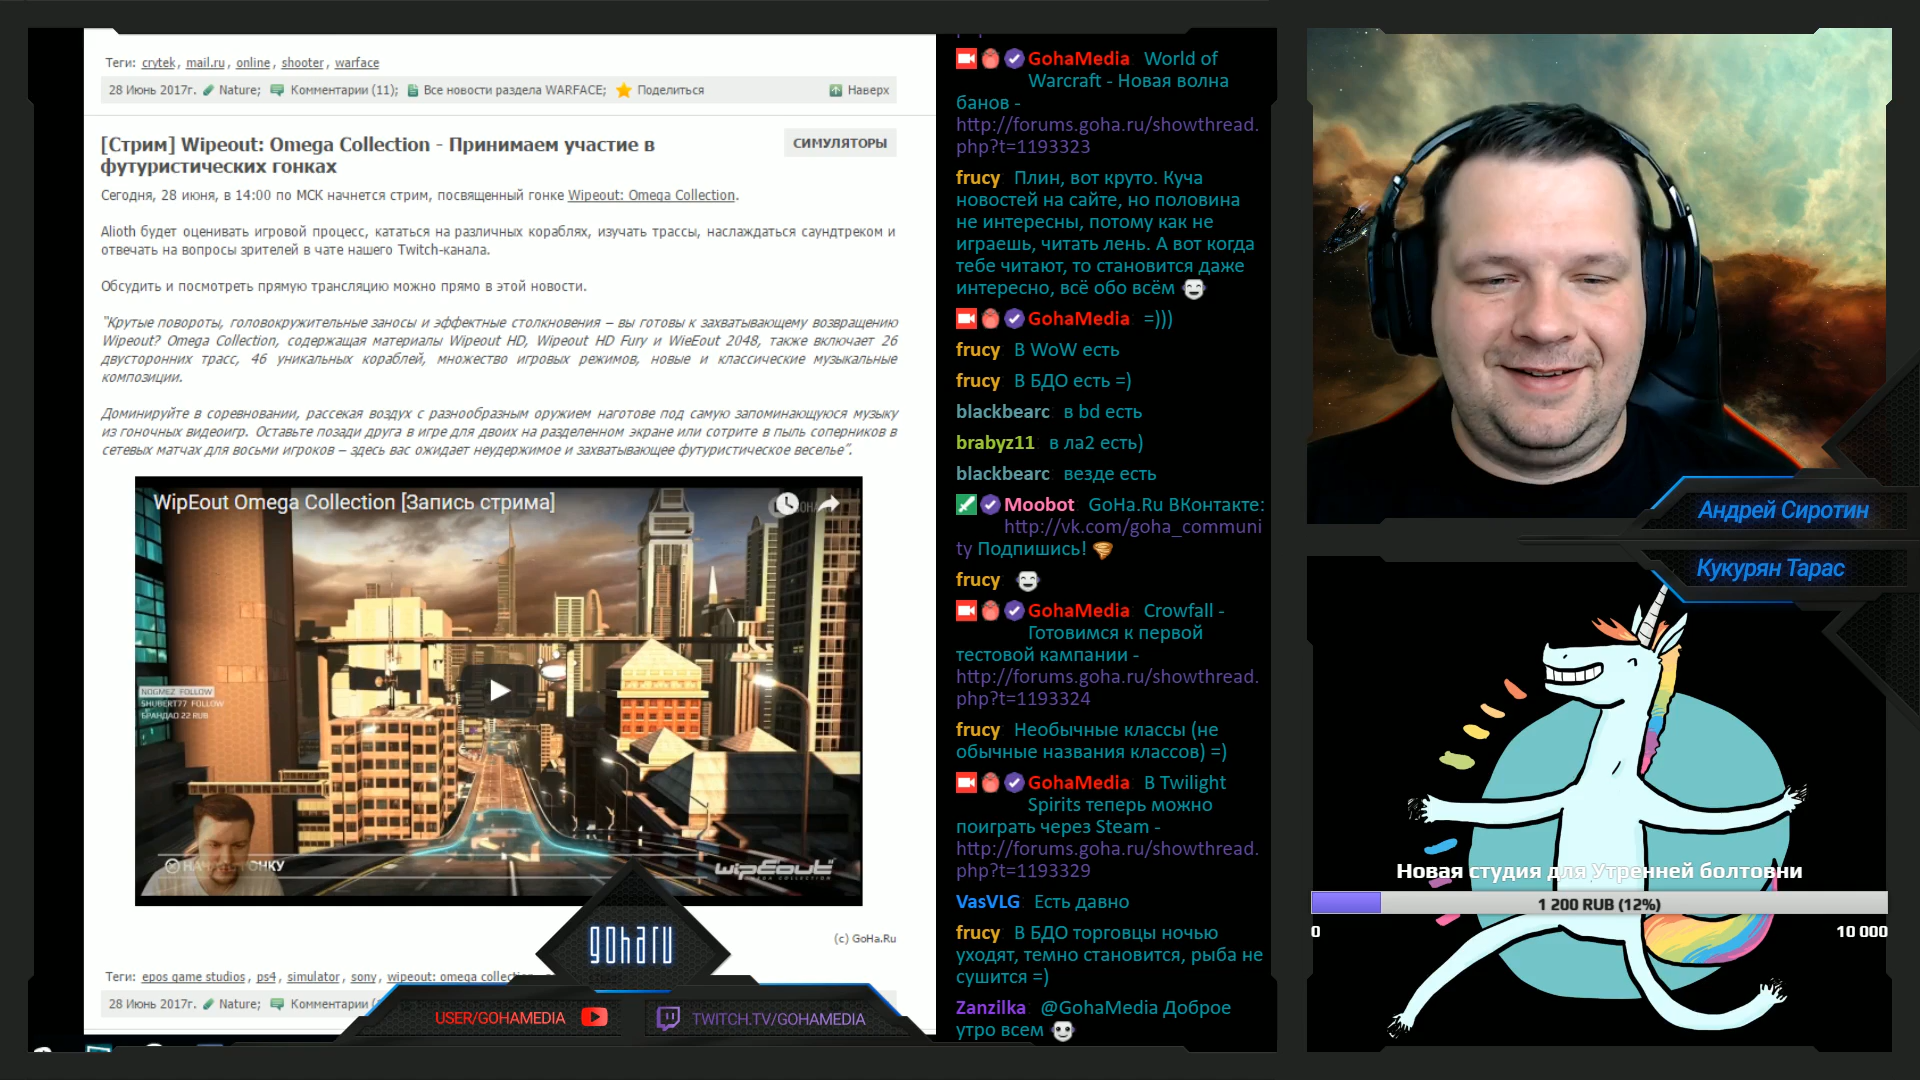 Теги: crytek, mail.ru, online, shooter, warface
28 Июнь 2017г. Nature; Комментарии (11); Все новости раздела WARFACE; Поделиться Наверх
[Стрим] Wipeout: Omega Collection - Принимаем участие в
футуристических гонках
СИМУЛЯТОРЫ
Сегодня, 28 июня, в 14:00 по МСК начнется стрим, посвященный гонке Wipeout: Omega Collection.
Alioth будет оценивать игровой процесс, кататься на различных кораблях, изучать трассы, наслаждаться саундтреком и
отвечать на вопросы зрителей в чате нашего Twitch-канала.
Обсудить и посмотреть прямую трансляцию можно прямо в этой новости.
"Крутые повороты, головокружительные заносы и эффектные столкновения – вы готовы к захватывающему возвращению
Wipeout? Omega Collection, содержащая материалы Wipeout HD, Wipeout HD Fury и WieEout 2048, также включает 26
двусторонних трасс, 46 уникальных кораблей, множество игровых режимов, новые и классические музыкальные
композиции.
Доминируйте в соревновании, рассекая воздух с разнообразным оружием наготове под самую запоминающуюся музыку
из гоночных видеоигр. Оставьте позади друга в игре для двоих на разделенном экране или сотрите в пыль соперников в
сетевых матчах для восьми игроков – здесь вас ожидает неудержимое и захватывающее футуристическое веселье".
WipEout Omega Collection [Запись стрима]
NOGMEZ FOLLOW
SHUBERT77 FOLLOW
БРАНДАО 22 RUB
НАЧАТЬ ГОНКУ
wipEout
(c) GoHa.Ru
Теги: epos game studios, ps4, simulator, sony, wipeout: omega collection
28 Июнь 2017г. Nature; Комментарии
goharu
USER/GOHAMEDIA
TWITCH.TV/GOHAMEDIA
GohaMedia World of
Warcraft - Новая волна
банов -
http://forums.goha.ru/showthread.
php?t=1193323
frucy Плин, вот круто. Куча
новостей на сайте, но половина
не интересны, потому как не
играешь, читать лень. А вот когда
тебе читают, то становится даже
интересно, всё обо всём
GohaMedia =)))
frucy В WoW есть
frucy В БДО есть =)
blackbearc в bd есть
brabyz11 в ла2 есть)
blackbearc везде есть
Moobot GoHa.Ru ВКонтакте:
http://vk.com/goha_communi
ty Подпишись!
frucy
GohaMedia Crowfall -
Готовимся к первой
тестовой кампании -
http://forums.goha.ru/showthread.
php?t=1193324
frucy Необычные классы (не
обычные названия классов) =)
GohaMedia В Twilight
Spirits теперь можно
поиграть через Steam -
http://forums.goha.ru/showthread.
php?t=1193329
VasVLG Есть давно
frucy В БДО торговцы ночью
уходят, темно становится, рыба не
сушится =)
Zanzilka @GohaMedia Доброе
утро всем
Андрей Сиротин
Кукурян Тарас
Новая студия для Утренней болтовни
1 200 RUB (12%)
0
10 000